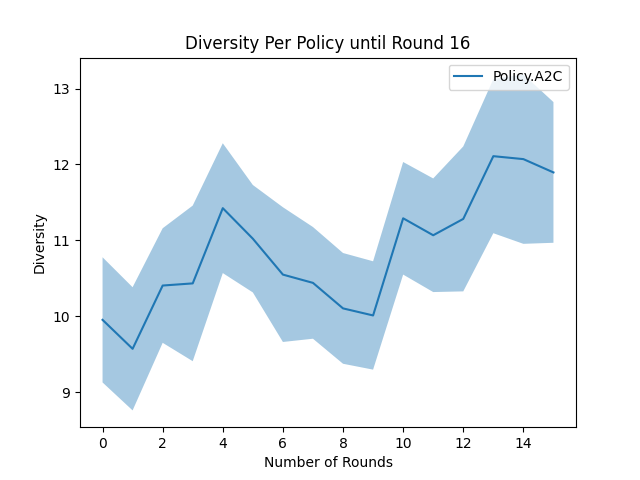 Diversity Per Policy until Round 16
Policy.A2C
13
12
11
10
9
Diversity
0 2 4 6 8 10 12 14
Number of Rounds